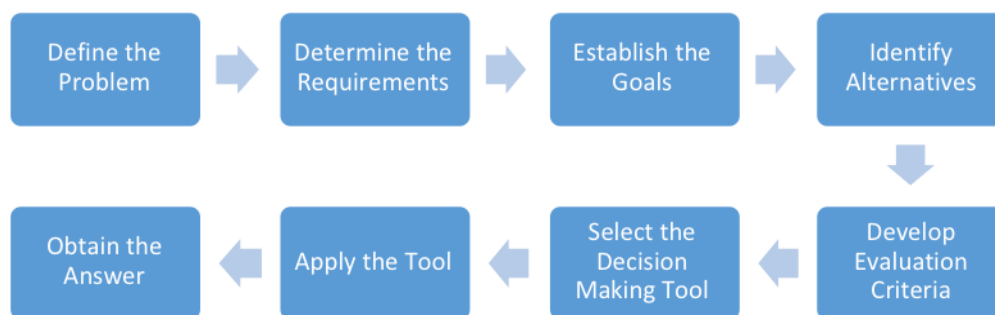 Define the
Problem
Determine the
Requirements
Establish the
Goals
Identify
Alternatives
Develop
Evaluation
Criteria
Select the
Decision
Making Tool
Apply the Tool
Obtain the
Answer